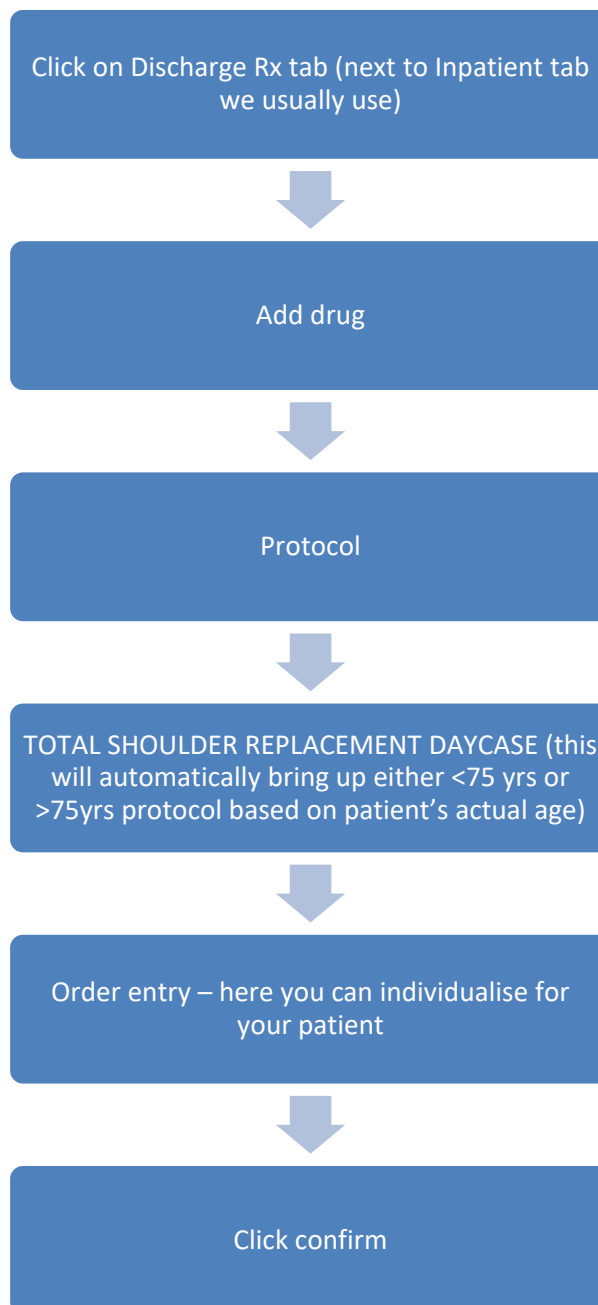 Click on Discharge Rx tab (next to Inpatient tab
we usually use)
Add drug
Protocol
TOTAL SHOULDER REPLACEMENT DAYCASE (this
will automatically bring up either <75 yrs or
>75yrs protocol based on patient’s actual age)
Order entry – here you can individualise for
your patient
Click confirm